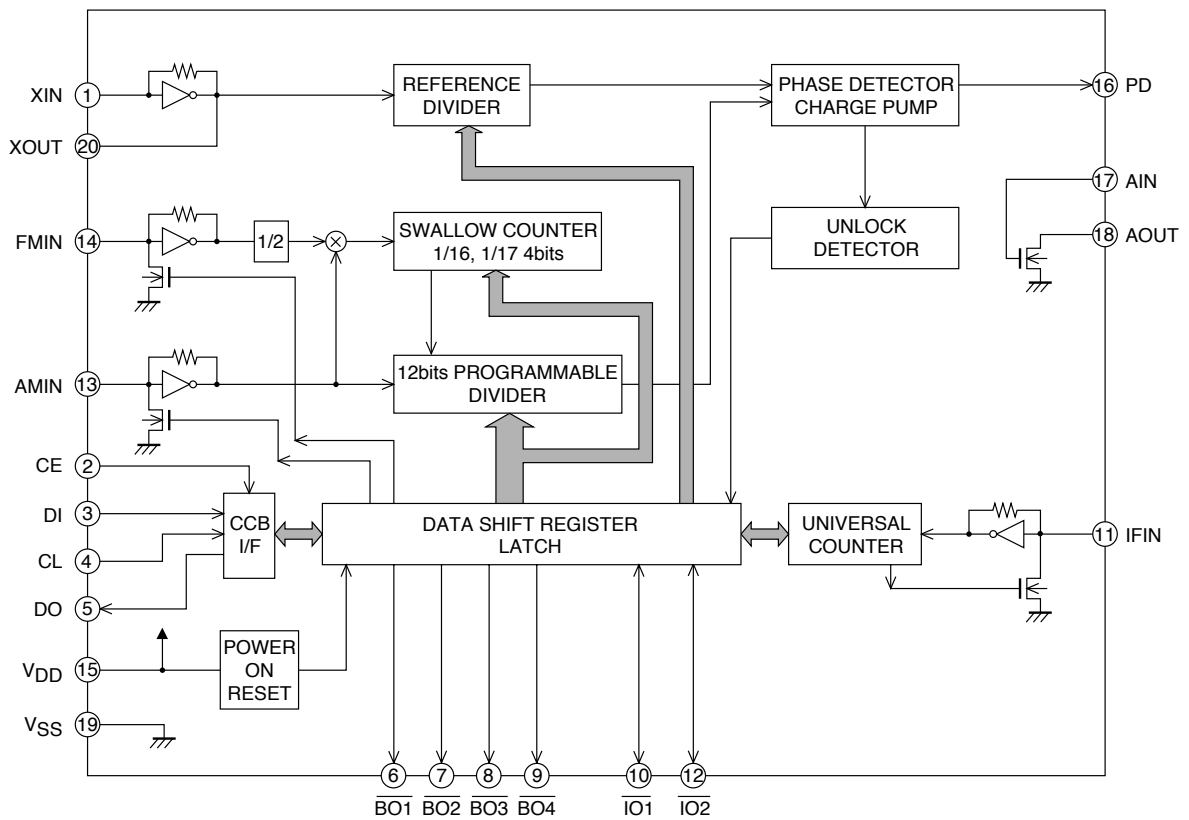 XIN
1
REFERENCE
DIVIDER
PHASE DETECTOR
CHARGE PUMP
16
PD
XOUT
20
17
AIN
FMIN
14
1/2
×
SWALLOW COUNTER
1/16, 1/17 4bits
UNLOCK
DETECTOR
18
AOUT
AMIN
13
12bits PROGRAMMABLE
DIVIDER
CE
2
DI
3
CCB
I/F
DATA SHIFT REGISTER
LATCH
UNIVERSAL
COUNTER
11
IFIN
CL
4
DO
5
VDD
15
POWER
ON
RESET
VSS
19
6
7
8
9
10
12
BO1
BO2
BO3
BO4
IO1
IO2